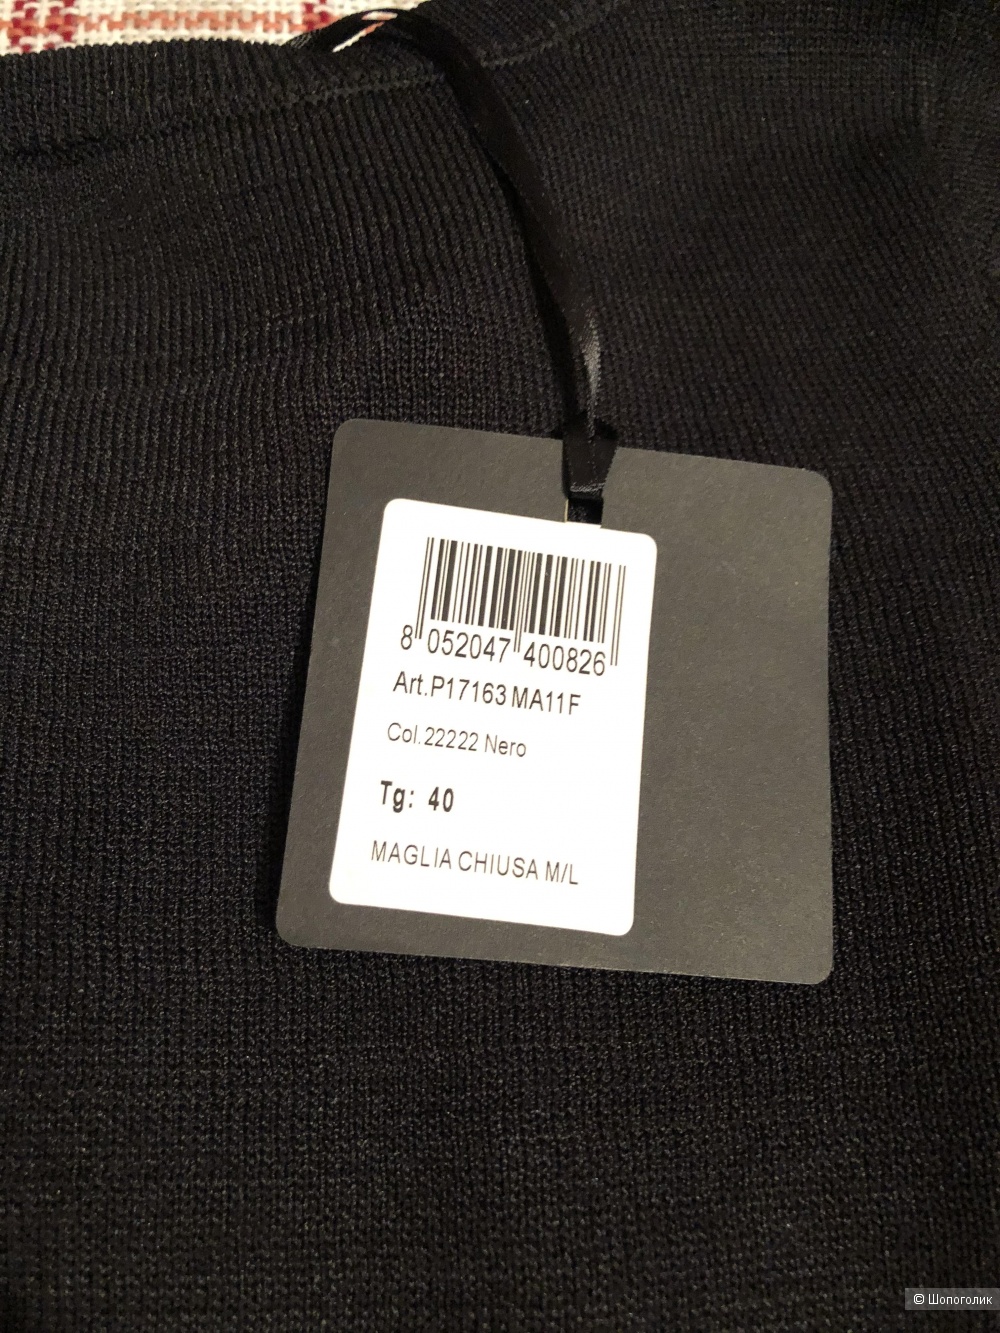 8 052047 400826
Art.P17163 MA11F
Col.22222 Nero
Tg: 40
MAGLIA CHIUSA M/L
© Шопоголик